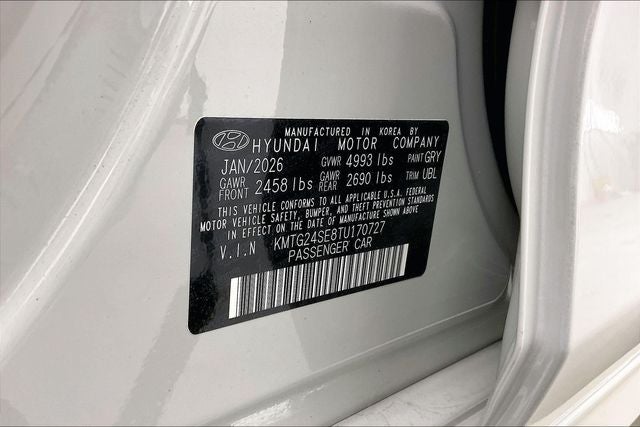 MANUFACTURED IN KOREA BY
HYUNDAI MOTOR COMPANY
JAN/2026 GVWR 4993 lbs PAINT GRY
GAWR FRONT 2458 lbs GAWR REAR 2690 lbs TRIM UBL
THIS VEHICLE CONFORMS TO ALL APPLICABLE U.S.A. FEDERAL
MOTOR VEHICLE SAFETY, BUMPER, AND THEFT PREVENTION STANDARDS
IN EFFECT ON THE DATE OF MANUFACTURE SHOWN ABOVE
V.I.N KMTG24SE8TU170727
PASSENGER CAR